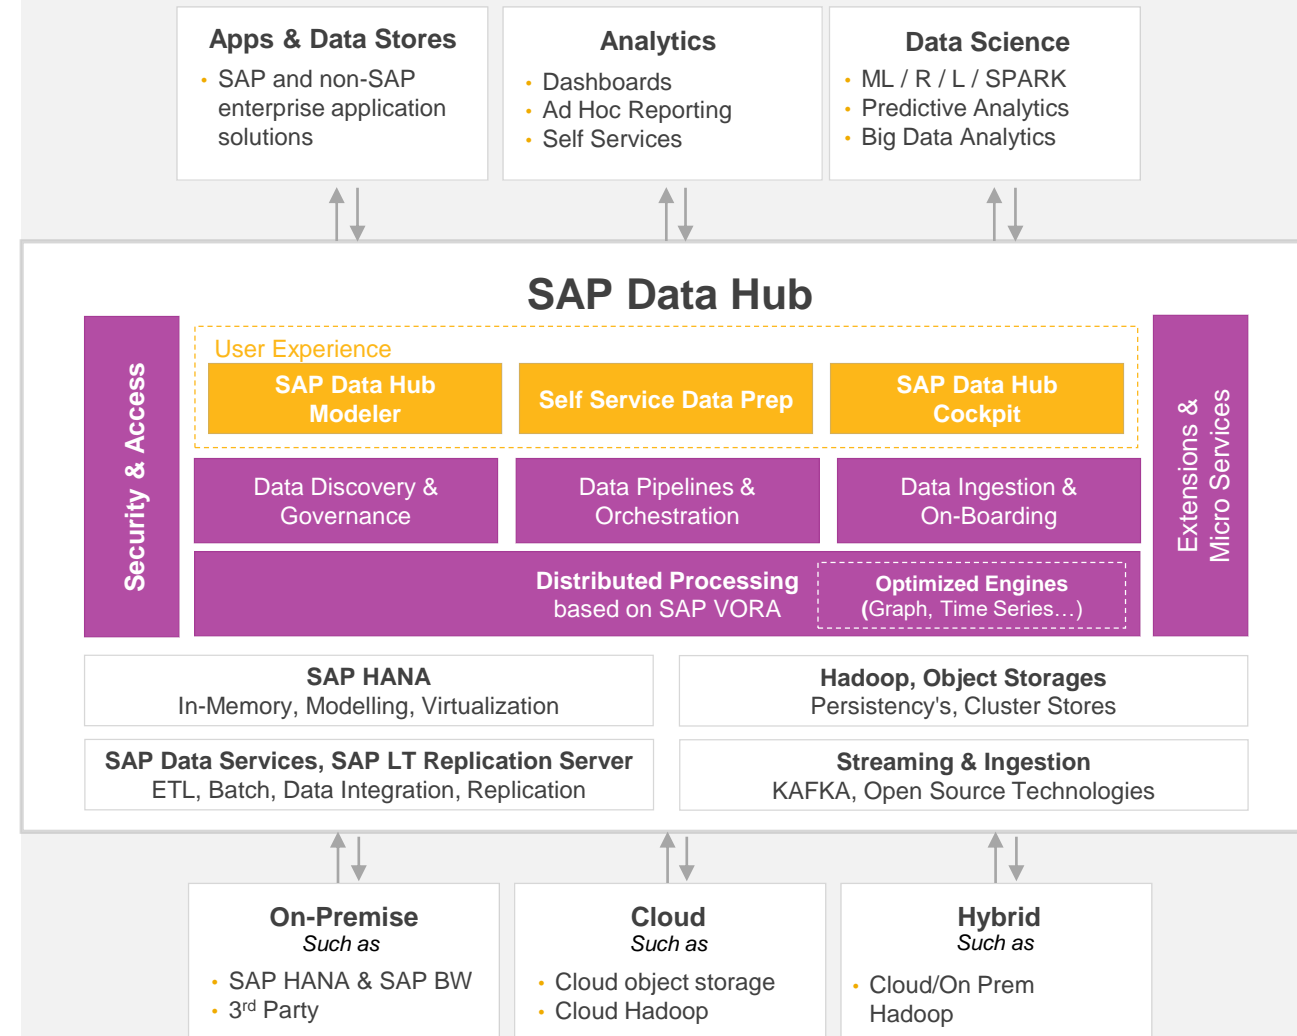 Apps & Data Stores
• SAP and non-SAP
enterprise application
solutions
Analytics
• Dashboards
• Ad Hoc Reporting
• Self Services
Data Science
• ML / R / L / SPARK
• Predictive Analytics
• Big Data Analytics
SAP Data Hub
Security & Access
User Experience
SAP Data Hub
Modeler
Self Service Data Prep
SAP Data Hub
Cockpit
Data Discovery &
Governance
Data Pipelines &
Orchestration
Data Ingestion &
On-Boarding
Distributed Processing
based on SAP VORA
Optimized Engines
(Graph, Time Series…)
Extensions &
Micro Services
SAP HANA
In-Memory, Modelling, Virtualization
Hadoop, Object Storages
Persistency's, Cluster Stores
SAP Data Services, SAP LT Replication Server
ETL, Batch, Data Integration, Replication
Streaming & Ingestion
KAFKA, Open Source Technologies
On-Premise
Such as
• SAP HANA & SAP BW
• 3rd Party
Cloud
Such as
• Cloud object storage
• Cloud Hadoop
Hybrid
Such as
• Cloud/On Prem
Hadoop